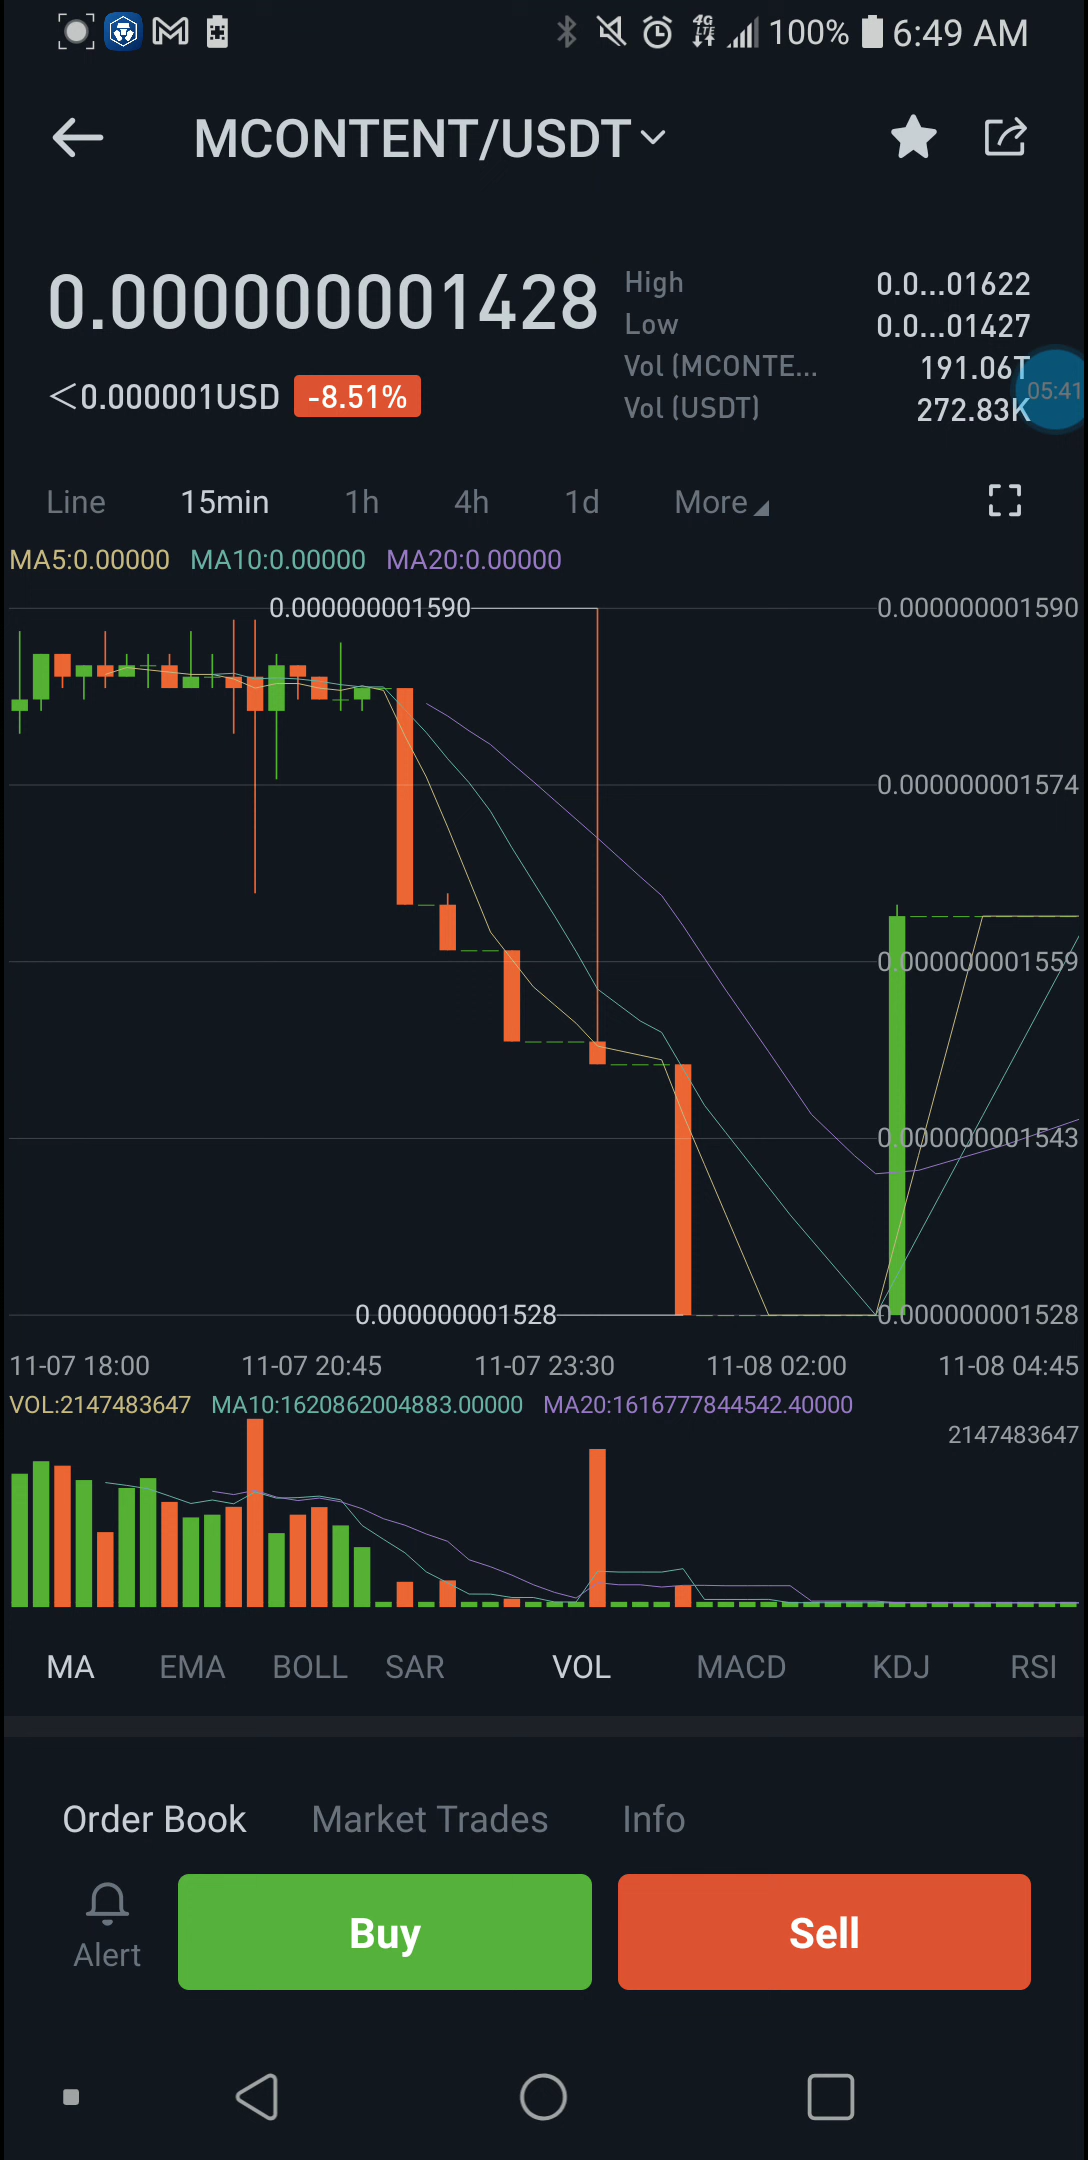 100% 6:49 AM
MCONTENT/USDT
0.000000001428
<0.000001USD -8.51%
High 0.0...01622
Low 0.0...01427
Vol (MCONTE... 191.06T
Vol (USDT) 272.83K
05:41
Line 15min 1h 4h 1d More
MA5:0.00000 MA10:0.00000 MA20:0.00000
0.000000001590 0.000000001590
0.000000001574
0.000000001559
0.000000001543
0.000000001528 0.000000001528
11-07 18:00 11-07 20:45 11-07 23:30 11-08 02:00 11-08 04:45
VOL:2147483647 MA10:1620862004883.00000 MA20:1616777844542.40000
2147483647
MA EMA BOLL SAR VOL MACD KDJ RSI
Order Book Market Trades Info
Alert Buy Sell